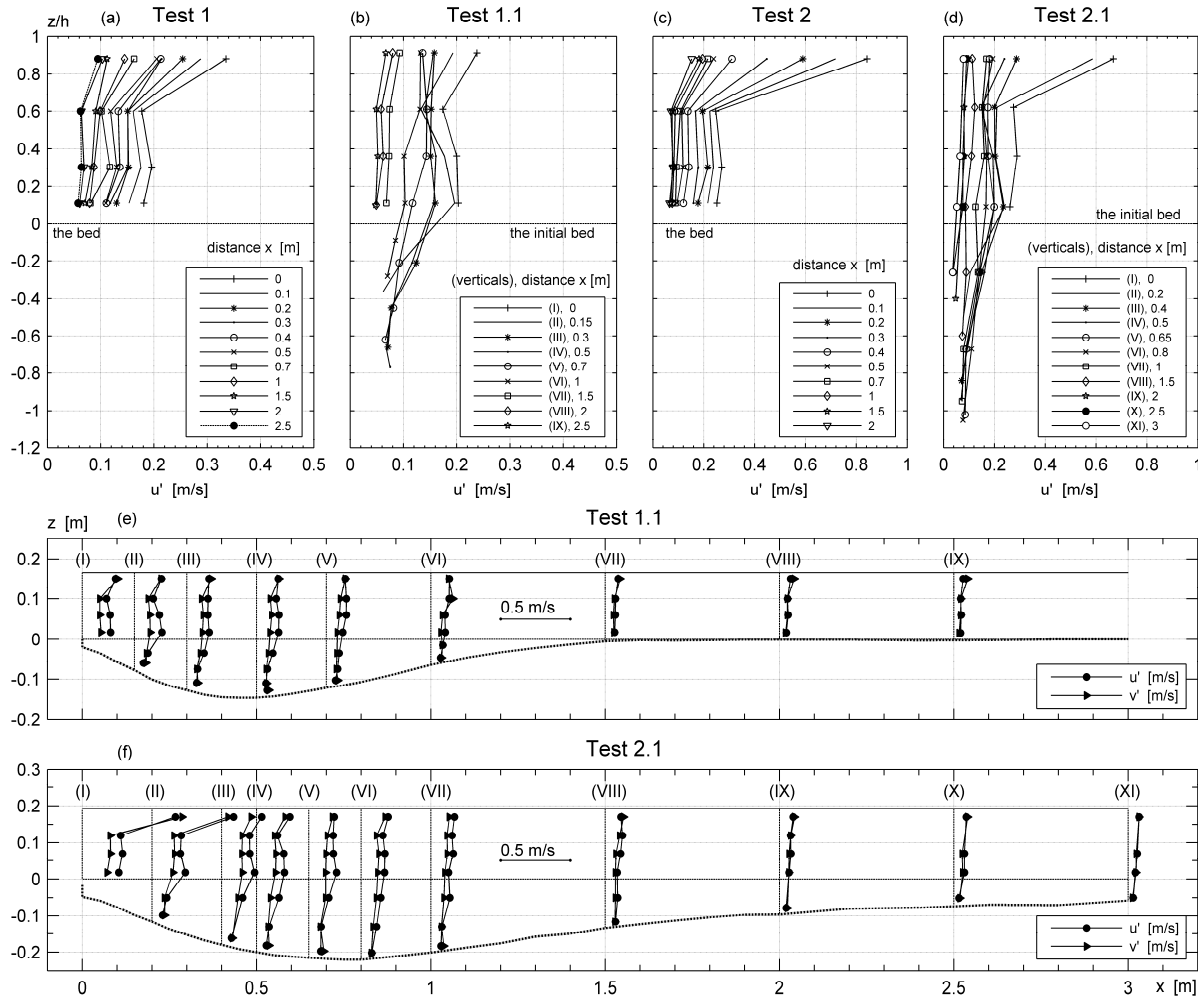 z/h (a) Test 1
(b) Test 1.1
(c) Test 2
(d) Test 2.1
1
0.8
0.6
0.4
0.2
0
-0.2
-0.4
-0.6
-0.8
-1
-1.2
the bed
distance x [m]
0
0.1
0.2
0.3
0.4
0.5
0.7
1
1.5
2
2.5
0 0.1 0.2 0.3 0.4 0.5
u' [m/s]
the initial bed
(verticals), distance x [m]
(I), 0
(II), 0.15
(III), 0.3
(IV), 0.5
(V), 0.7
(VI), 1
(VII), 1.5
(VIII), 2
(IX), 2.5
0 0.1 0.2 0.3 0.4 0.5
u' [m/s]
the bed
distance x [m]
0
0.1
0.2
0.3
0.4
0.5
0.7
1
1.5
2
0 0.2 0.4 0.6 0.8 1
u' [m/s]
the initial bed
(verticals), distance x [m]
(I), 0
(II), 0.2
(III), 0.4
(IV), 0.5
(V), 0.65
(VI), 0.8
(VII), 1
(VIII), 1.5
(IX), 2
(X), 2.5
(XI), 3
0 0.2 0.4 0.6 0.8 1
u' [m/s]
z [m] (e) Test 1.1
0.2
0.1
0
-0.1
-0.2
(I) (II) (III) (IV) (V) (VI) (VII) (VIII) (IX)
0.5 m/s
u' [m/s]
v' [m/s]
(f) Test 2.1
0.3
0.2
0.1
0
-0.1
-0.2
(I) (II) (III) (IV) (V) (VI) (VII) (VIII) (IX) (X) (XI)
0.5 m/s
u' [m/s]
v' [m/s]
0 0.5 1 1.5 2 2.5 3 x [m]